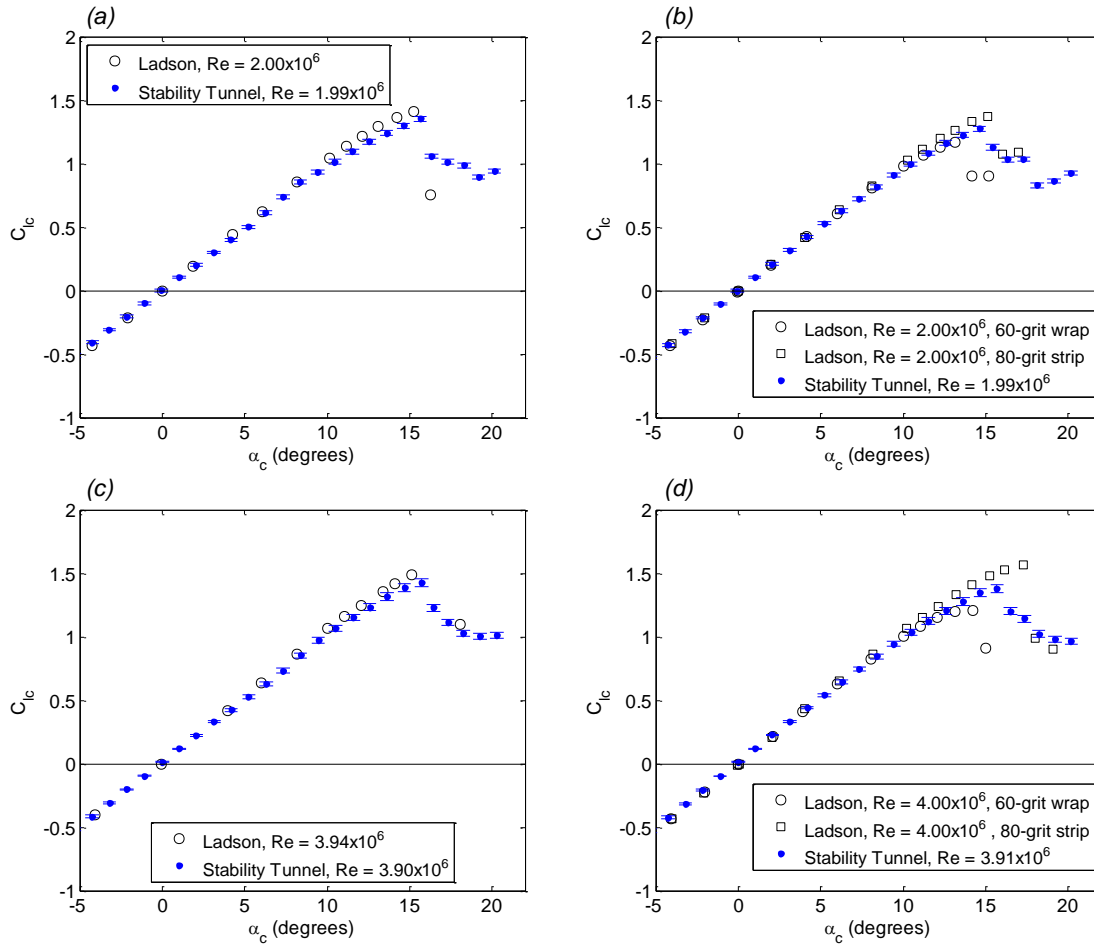 (a)
2
1.5
1
0.5
0
-0.5
-1
-5 0 5 10 15 20
C_lc
α_c (degrees)
Ladson, Re = 2.00x10^6
Stability Tunnel, Re = 1.99x10^6
(b)
2
1.5
1
0.5
0
-0.5
-1
-5 0 5 10 15 20
C_lc
α_c (degrees)
Ladson, Re = 2.00x10^6, 60-grit wrap
Ladson, Re = 2.00x10^6, 80-grit strip
Stability Tunnel, Re = 1.99x10^6
(c)
2
1.5
1
0.5
0
-0.5
-1
-5 0 5 10 15 20
C_lc
α_c (degrees)
Ladson, Re = 3.94x10^6
Stability Tunnel, Re = 3.90x10^6
(d)
2
1.5
1
0.5
0
-0.5
-1
-5 0 5 10 15 20
C_lc
α_c (degrees)
Ladson, Re = 4.00x10^6, 60-grit wrap
Ladson, Re = 4.00x10^6 , 80-grit strip
Stability Tunnel, Re = 3.91x10^6